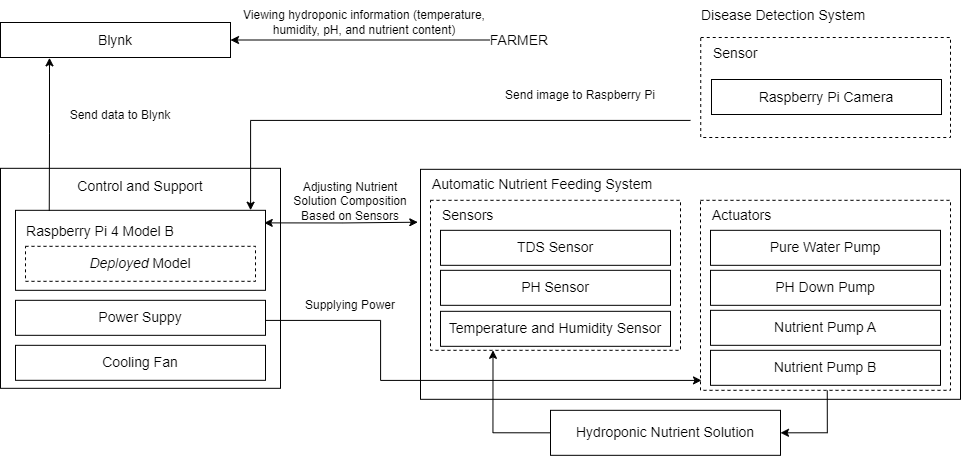 Viewing hydroponic information (temperature,
humidity, pH, and nutrient content)
Blynk
FARMER
Disease Detection System
Sensor
Raspberry Pi Camera
Send image to Raspberry Pi
Send data to Blynk
Control and Support
Raspberry Pi 4 Model B
Deployed Model
Power Suppy
Cooling Fan
Adjusting Nutrient
Solution Composition
Based on Sensors
Supplying Power
Automatic Nutrient Feeding System
Sensors
TDS Sensor
PH Sensor
Temperature and Humidity Sensor
Actuators
Pure Water Pump
PH Down Pump
Nutrient Pump A
Nutrient Pump B
Hydroponic Nutrient Solution